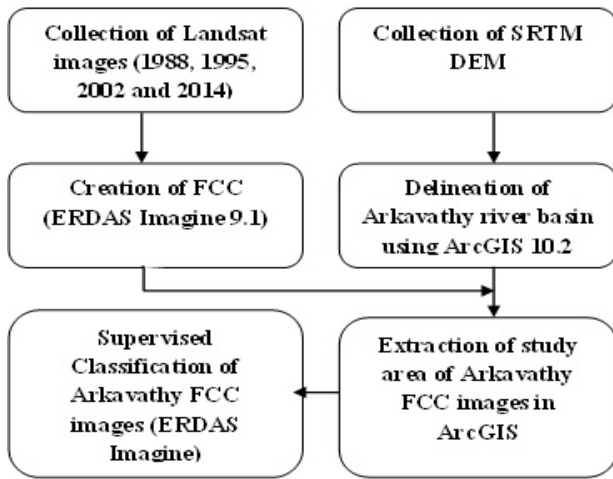 Collection of Landsat
images (1988, 1995,
2002 and 2014)
Collection of SRTM
DEM
Creation of FCC
(ERDAS Imagine 9.1)
Delineation of
Arkavathy river basin
using ArcGIS 10.2
Supervised
Classification of
Arkavathy FCC
images (ERDAS
Imagine)
Extraction of study
area of Arkavathy
FCC images in
ArcGIS